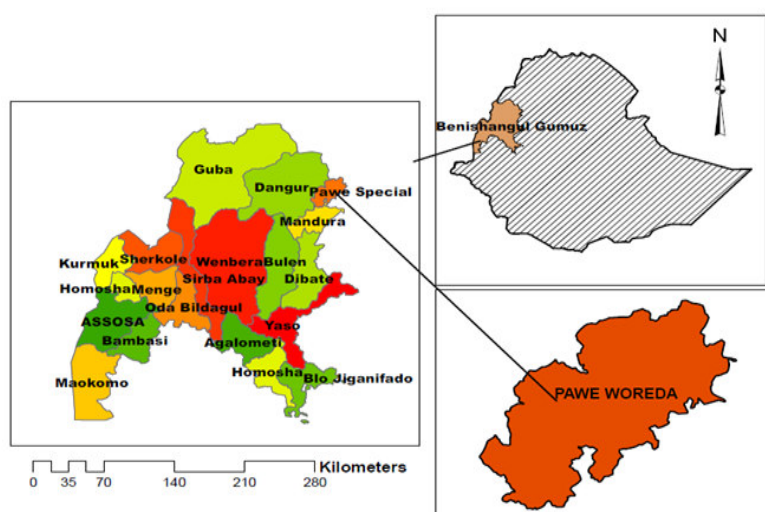 N
Benishangul Gumuz
Guba
Dangur
Pawe Special
Mandura
Kurmuk
Sherkole
Wenbera
Bulen
Homosha
Menge
Sirba Abay
Dibate
Oda Bildagul
ASSOSA
Yaso
Bambasi
Agalometi
Maokomo
Homosha
Blo Jiganifado
PAWE WOREDA
Kilometers
0 35 70 140 210 280